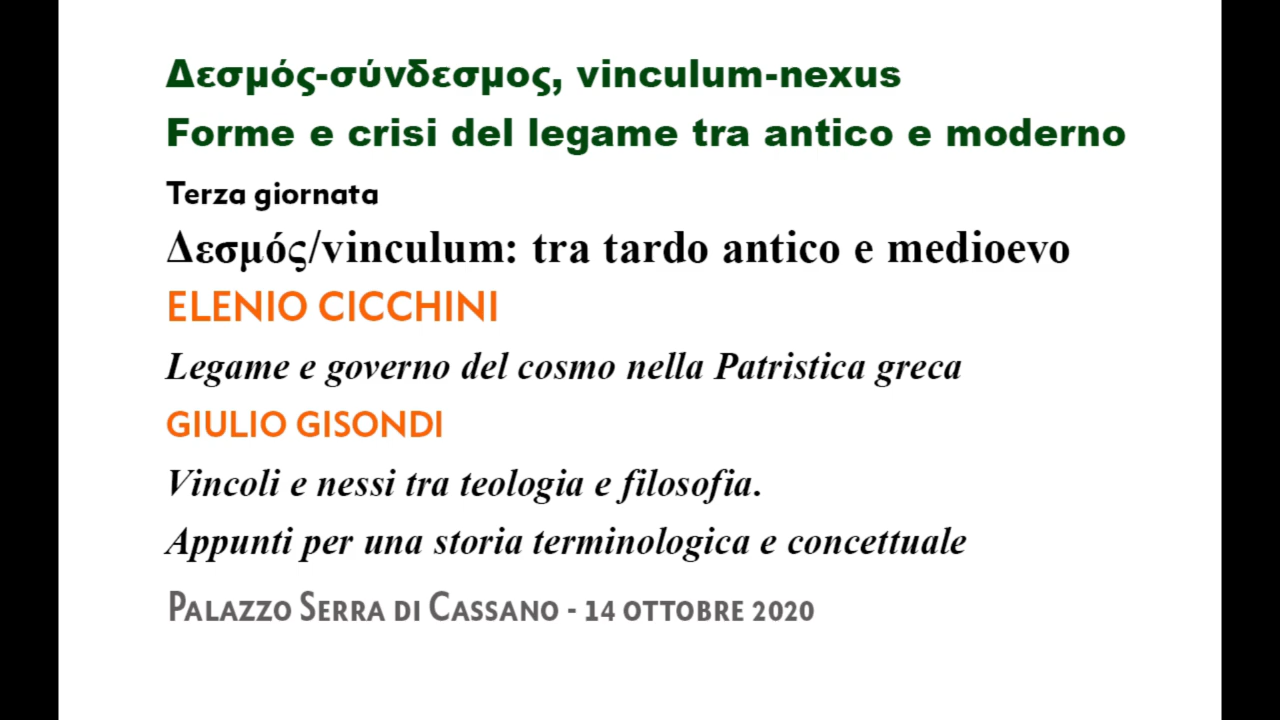 Δεσμός-σύνδεσμος, vinculum-nexus
Forme e crisi del legame tra antico e moderno
Terza giornata
Δεσμός/vinculum: tra tardo antico e medioevo
ELENIO CICCHINI
Legame e governo del cosmo nella Patristica greca
GIULIO GISONDI
Vincoli e nessi tra teologia e filosofia.
Appunti per una storia terminologica e concettuale
Palazzo Serra di Cassano - 14 ottobre 2020